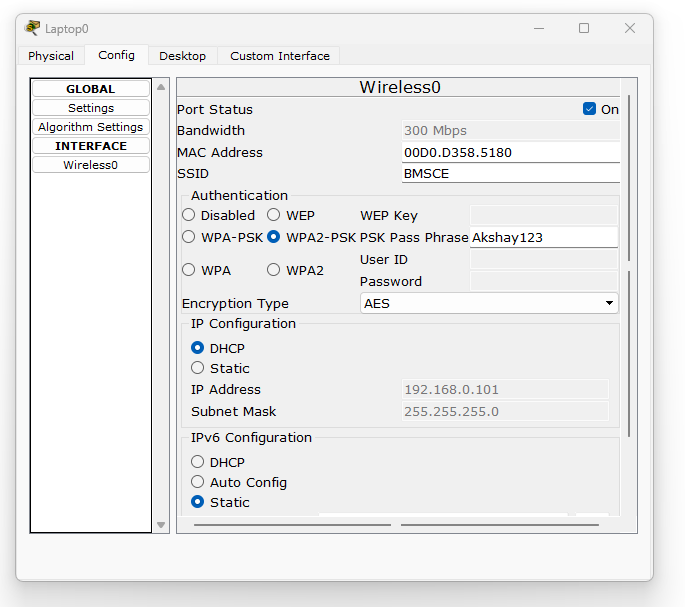 Laptop0
Physical Config Desktop Custom Interface
GLOBAL
Settings
Algorithm Settings
INTERFACE
Wireless0
Wireless0
Port Status On
Bandwidth 300 Mbps
MAC Address 00D0.D358.5180
SSID BMSCE
Authentication
Disabled WEP WEP Key
WPA-PSK WPA2-PSK PSK Pass Phrase Akshay123
User ID
WPA WPA2
Password
Encryption Type AES
IP Configuration
DHCP
Static
IP Address 192.168.0.101
Subnet Mask 255.255.255.0
IPv6 Configuration
DHCP
Auto Config
Static